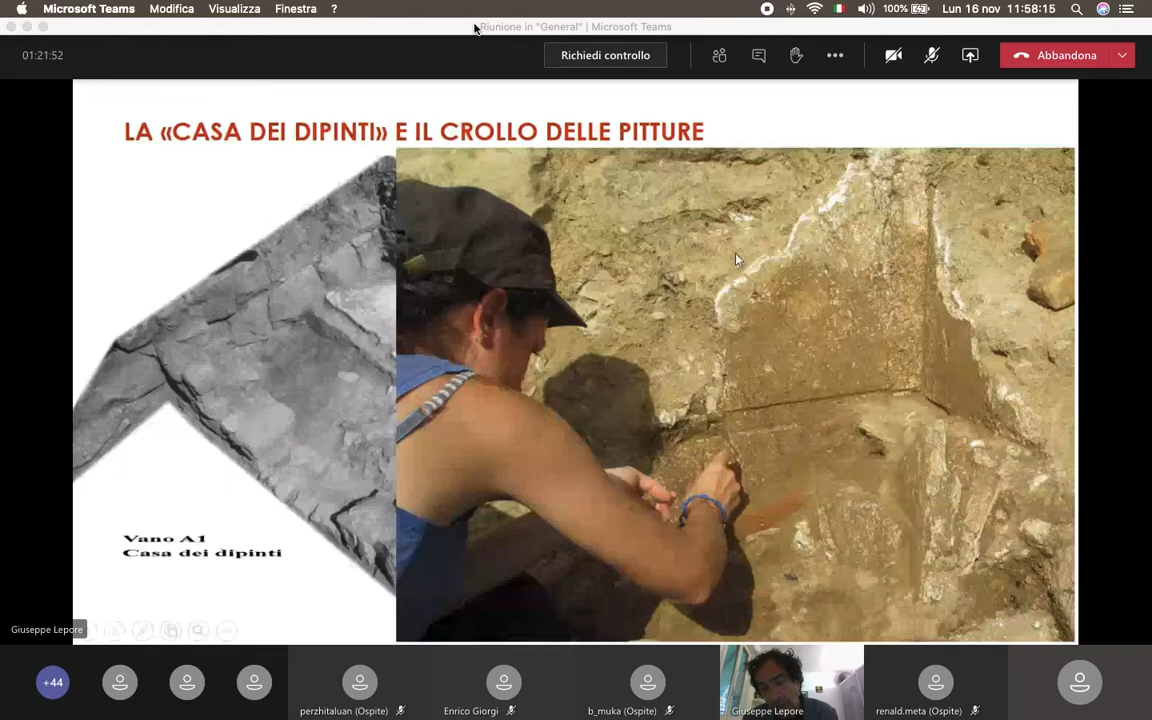 Microsoft Teams Modifica Visualizza Finestra ? 100% Lun 16 nov 11:58:15
Riunione in "General" | Microsoft Teams
01:21:52 Richiedi controllo Abbandona
LA «CASA DEI DIPINTI» E IL CROLLO DELLE PITTURE
Vano A1
Casa dei dipinti
Giuseppe Lepore
+44 perzhitaluan (Ospite) Enrico Giorgi b_muka (Ospite) Giuseppe Lepore renald.meta (Ospite)